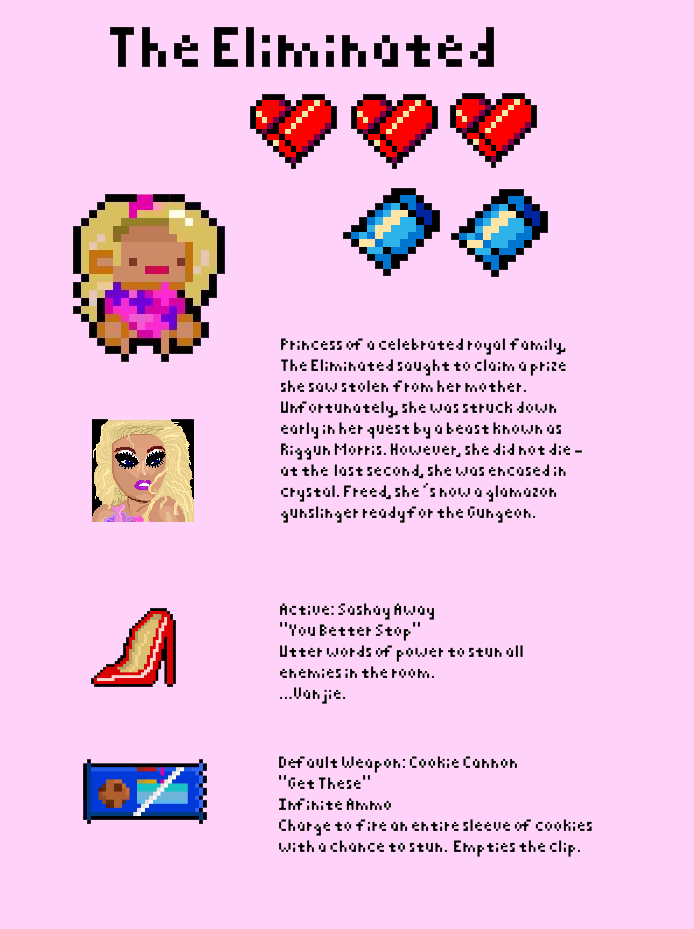 The Eliminated
Princess of a celebrated royal family,
The Eliminated saught to claim a prize
she saw stolen from her mother.
Unfortunately, she was struck down
early in her quest by a beast known as
Riggun Morris. However, she did not die -
at the last second, she was encased in
crystal. Freed, she´s now a glamazon
gunslinger ready for the Gungeon.
Active: Sashay Away
"You Better Stop"
Utter words of power to stun all
enemies in the room.
...Vanjie.
Default Weapon: Cookie Cannon
"Get These"
Infinite Ammo
Charge to fire an entire sleeve of cookies
with a chance to stun. Empties the clip.